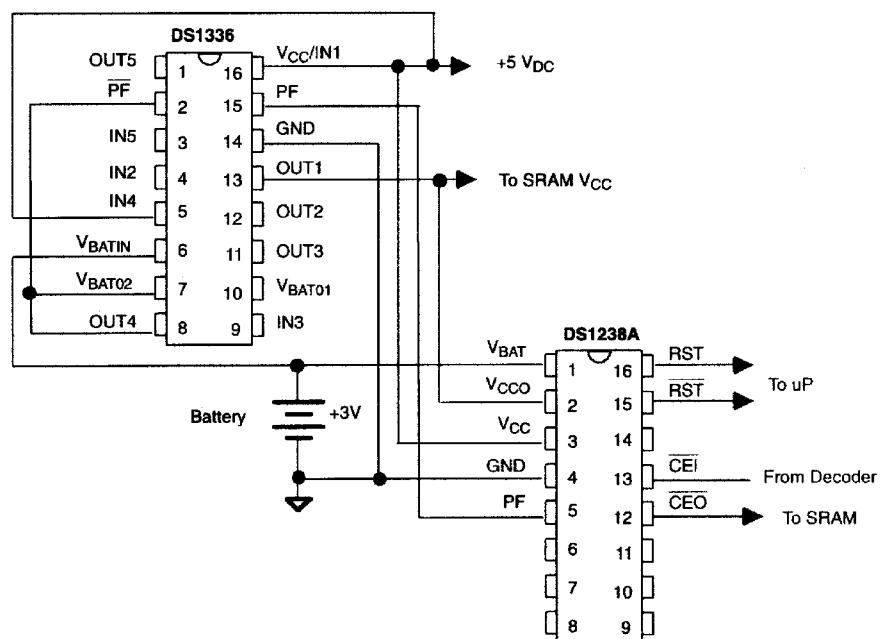 DS1336
OUT5 1 16 VCC/IN1 +5 VDC
PF 2 15 PF
IN5 3 14 GND
IN2 4 13 OUT1 To SRAM VCC
IN4 5 12 OUT2
VBATIN 6 11 OUT3
VBAT02 7 10 VBAT01
OUT4 8 9 IN3
DS1238A
VBAT 1 16 RST
To uP
VCCO 2 15 RST
Battery +3V
VCC 3 14
GND 4 13 CEI From Decoder
PF 5 12 CEO To SRAM
6 11
7 10
8 9